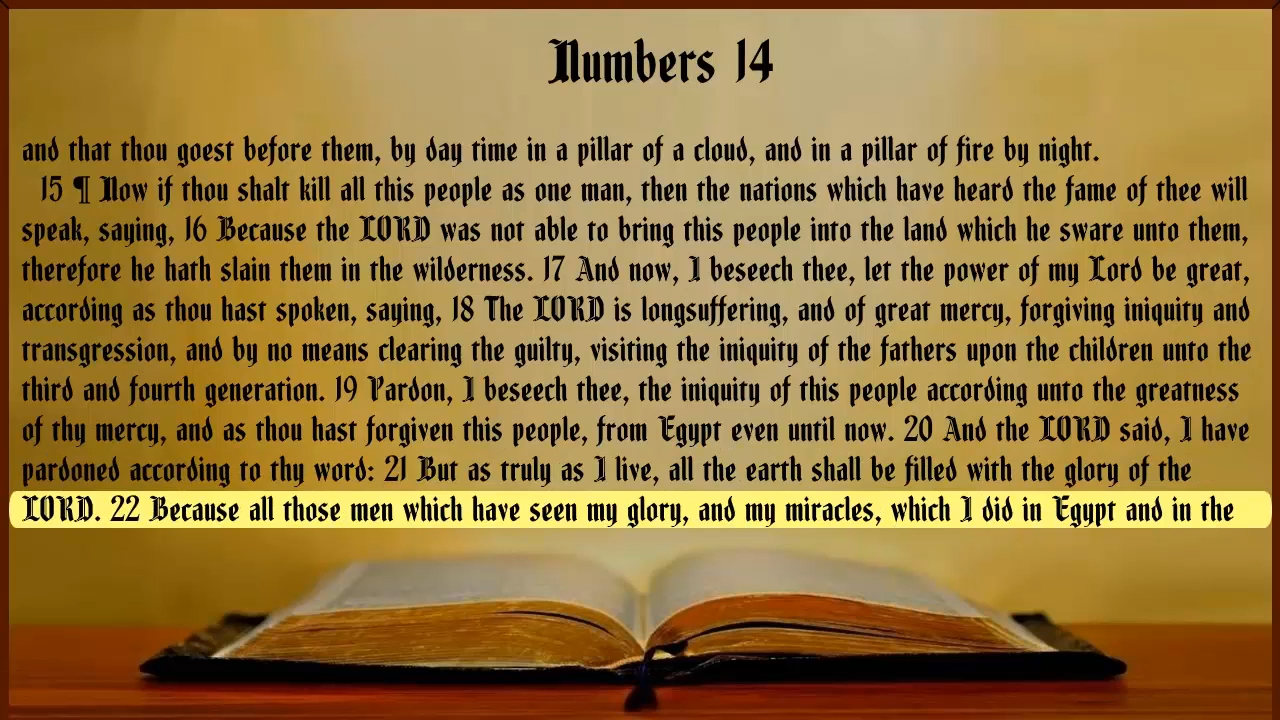 Numbers 14
and that thou goest before them, by day time in a pillar of a cloud, and in a pillar of fire by night.
15 ¶ Now if thou shalt kill all this people as one man, then the nations which have heard the fame of thee will
speak, saying, 16 Because the LORD was not able to bring this people into the land which he sware unto them,
therefore he hath slain them in the wilderness. 17 And now, I beseech thee, let the power of my Lord be great,
according as thou hast spoken, saying, 18 The LORD is longsuffering, and of great mercy, forgiving iniquity and
transgression, and by no means clearing the guilty, visiting the iniquity of the fathers upon the children unto the
third and fourth generation. 19 Pardon, I beseech thee, the iniquity of this people according unto the greatness
of thy mercy, and as thou hast forgiven this people, from Egypt even until now. 20 And the LORD said, I have
pardoned according to thy word: 21 But as truly as I live, all the earth shall be filled with the glory of the
LORD. 22 Because all those men which have seen my glory, and my miracles, which I did in Egypt and in the